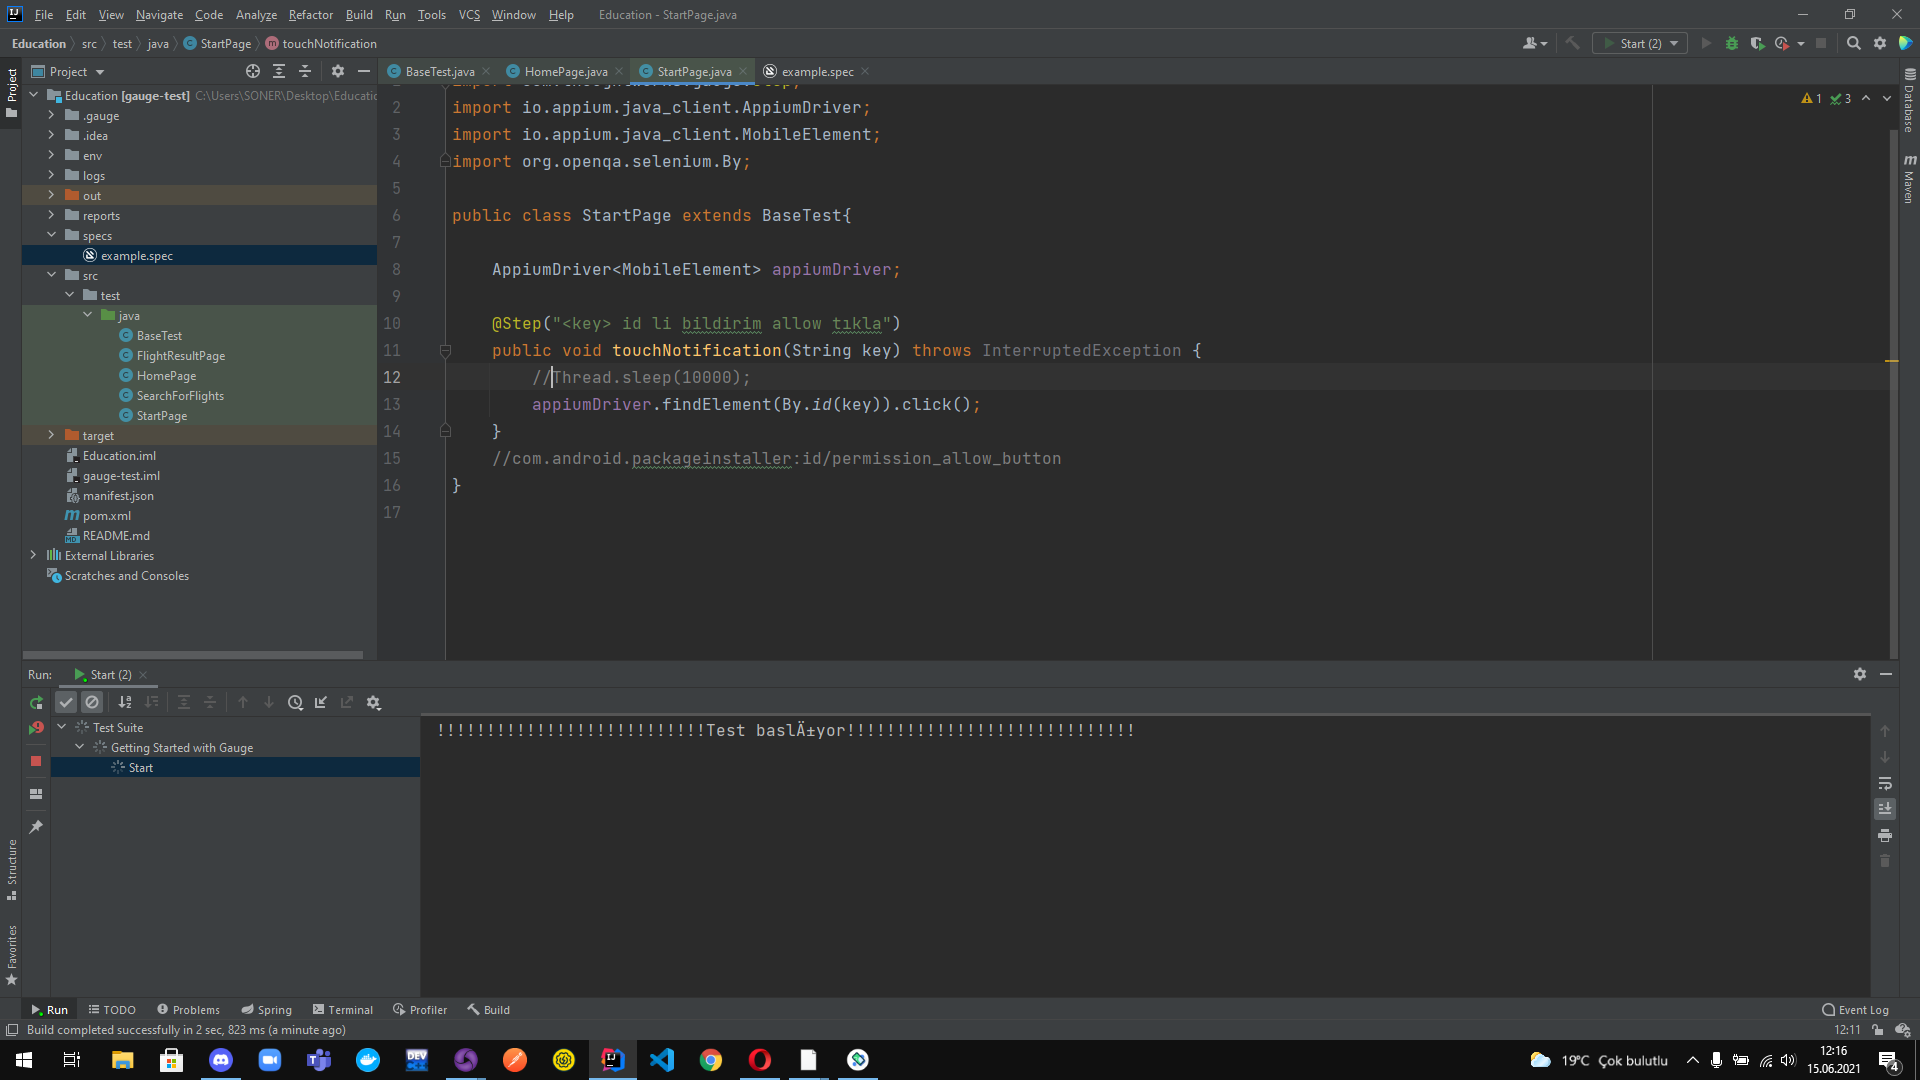 File Edit View Navigate Code Analyze Refactor Build Run Tools VCS Window Help Education - StartPage.java
Education src test java StartPage touchNotification
Start (2)
Project
BaseTest.java HomePage.java StartPage.java example.spec
Education [gauge-test] C:\Users\SONER\Desktop\Educatio
.gauge
.idea
env
logs
out
reports
specs
example.spec
src
test
java
BaseTest
FlightResultPage
HomePage
SearchForFlights
StartPage
target
Education.iml
gauge-test.iml
manifest.json
pom.xml
README.md
External Libraries
Scratches and Consoles
Project
Structure
Favorites
Database
Maven
1 3
2 import io.appium.java_client.AppiumDriver;
3 import io.appium.java_client.MobileElement;
4 import org.openqa.selenium.By;
5
6 public class StartPage extends BaseTest{
7
8 AppiumDriver<MobileElement> appiumDriver;
9
10 @Step("<key> id li bildirim allow tıkla")
11 public void touchNotification(String key) throws InterruptedException {
12 //Thread.sleep(10000);
13 appiumDriver.findElement(By.id(key)).click();
14 }
15 //com.android.packageinstaller:id/permission_allow_button
16 }
17
Run: Start (2)
Test Suite
Getting Started with Gauge
Start
!!!!!!!!!!!!!!!!!!!!!!!!!!!Test baslÄ±yor!!!!!!!!!!!!!!!!!!!!!!!!!!!!!
Run TODO Problems Spring Terminal Profiler Build Event Log
Build completed successfully in 2 sec, 823 ms (a minute ago) 12:11
19°C Çok bulutlu
12:16
15.06.2021
4